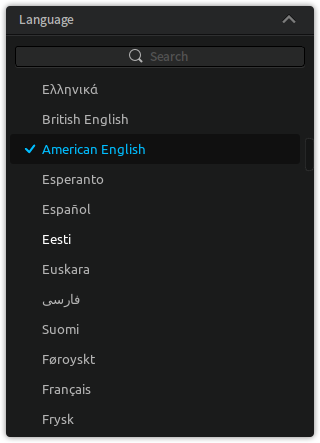 Language
Search
Ελληνικά
British English
American English
Esperanto
Español
Eesti
Euskara
فارسی
Suomi
Føroyskt
Français
Frysk